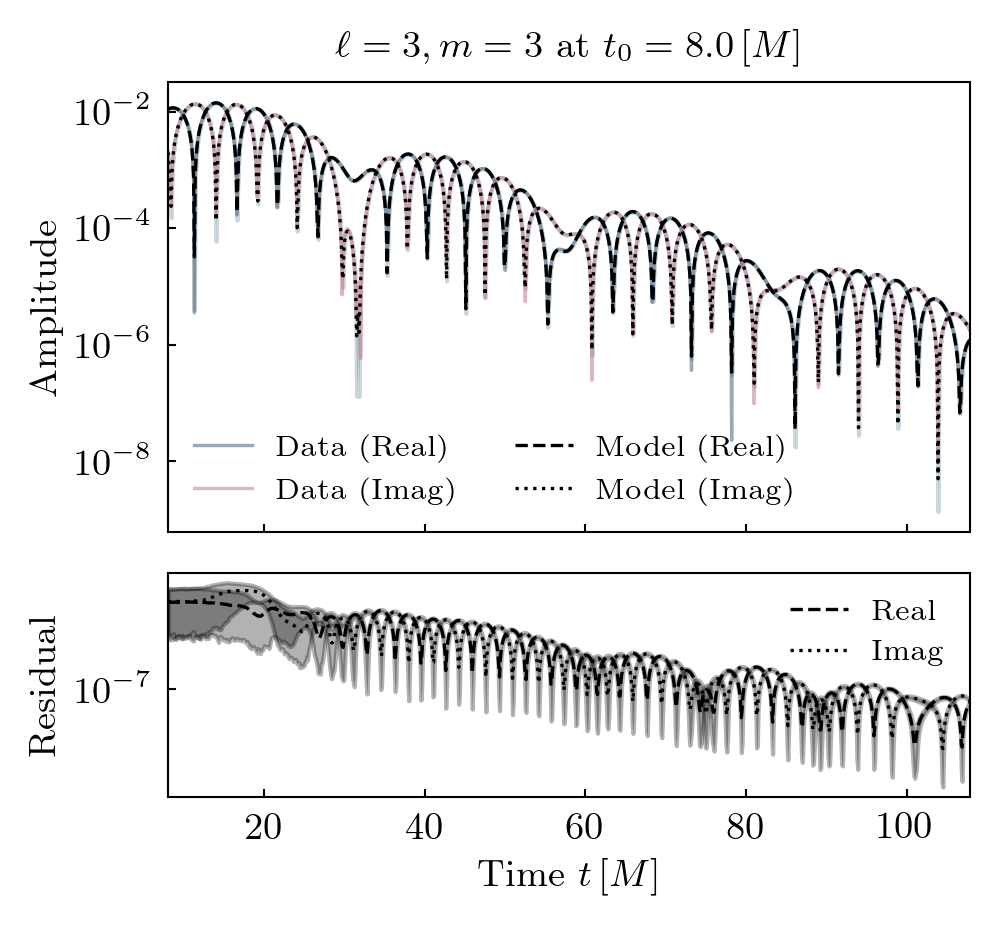 ℓ = 3, m = 3 at t₀ = 8.0 [M]
10⁻²
10⁻⁴
10⁻⁶
10⁻⁸
Amplitude
Data (Real)
Data (Imag)
Model (Real)
Model (Imag)
Residual
10⁻⁷
Real
Imag
20 40 60 80 100
Time t [M]